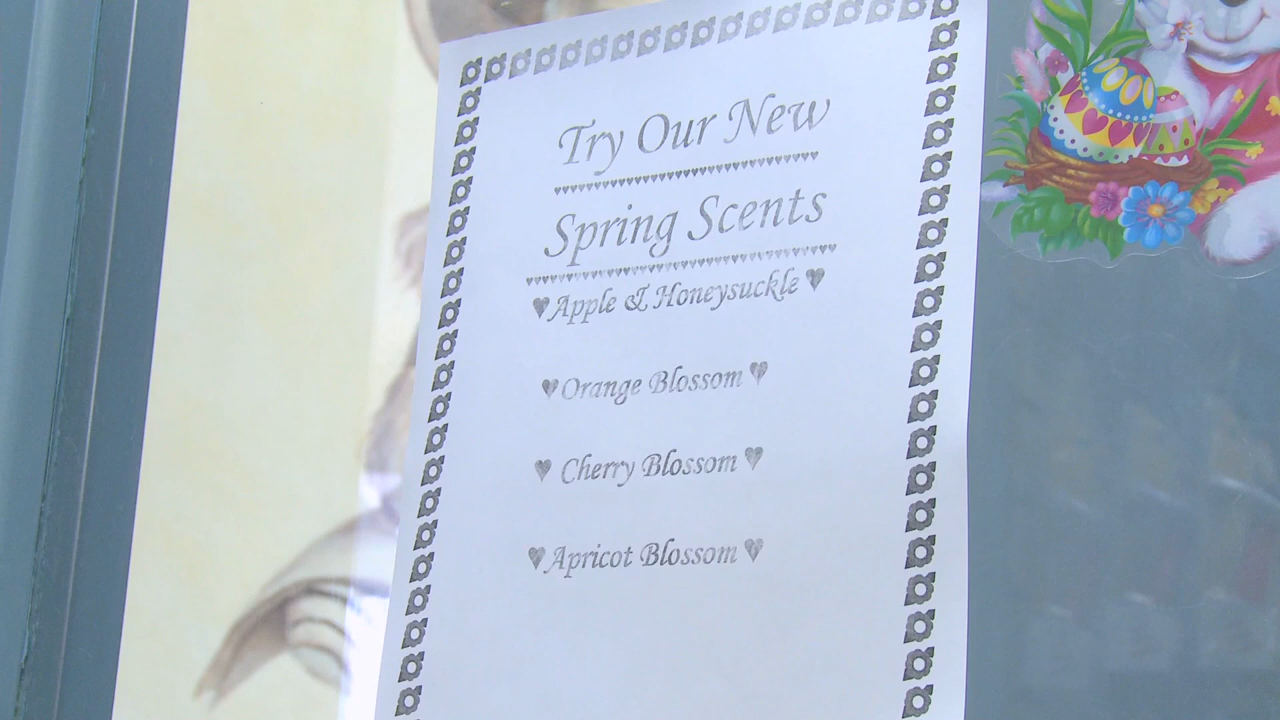 Try Our New
Spring Scents
♥Apple & Honeysuckle ♥
♥Orange Blossom ♥
♥ Cherry Blossom ♥
♥Apricot Blossom ♥